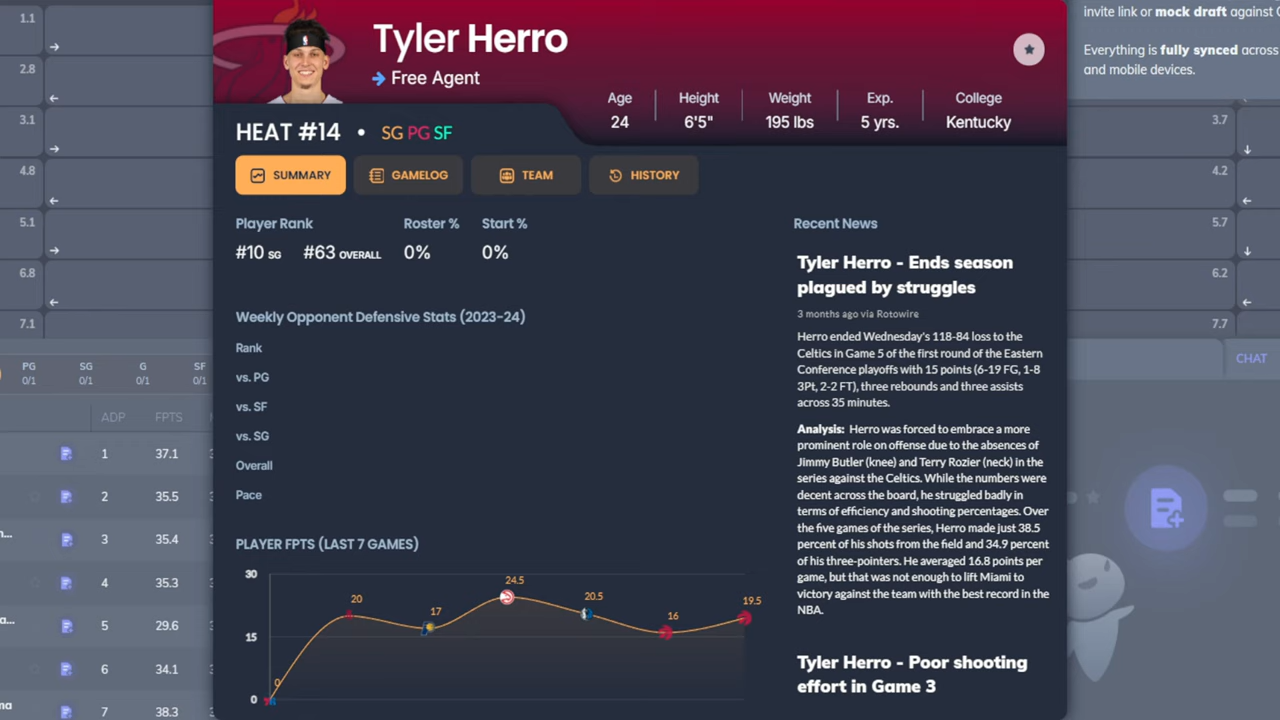 1.1
2.8
3.1
4.8
5.1
6.8
7.1
PG SG G SF
0/1 0/1 0/1 0/1
ADP FPTS
1 37.1
2 35.5
3 35.4
4 35.3
5 29.6
6 34.1
7 38.3
Tyler Herro
Free Agent
Age Height Weight Exp. College
24 6'5" 195 lbs 5 yrs. Kentucky
HEAT #14 • SG PG SF
SUMMARY GAMELOG TEAM HISTORY
Player Rank Roster % Start %
#10 SG #63 OVERALL 0% 0%
Weekly Opponent Defensive Stats (2023-24)
Rank
vs. PG
vs. SF
vs. SG
Overall
Pace
PLAYER FPTS (LAST 7 GAMES)
30
15
0
0 20 17 24.5 20.5 16 19.5
Recent News
Tyler Herro - Ends season
plagued by struggles
3 months ago via Rotowire
Herro ended Wednesday's 118-84 loss to the
Celtics in Game 5 of the first round of the Eastern
Conference playoffs with 15 points (6-19 FG, 1-8
3Pt, 2-2 FT), three rebounds and three assists
across 35 minutes.
Analysis: Herro was forced to embrace a more
prominent role on offense due to the absences of
Jimmy Butler (knee) and Terry Rozier (neck) in the
series against the Celtics. While the numbers were
decent across the board, he struggled badly in
terms of efficiency and shooting percentages. Over
the five games of the series, Herro made just 38.5
percent of his shots from the field and 34.9 percent
of his three-pointers. He averaged 16.8 points per
game, but that was not enough to lift Miami to
victory against the team with the best record in the
NBA.
Tyler Herro - Poor shooting
effort in Game 3
invite link or mock draft against
Everything is fully synced across
and mobile devices.
3.7
4.2
5.7
6.2
7.7
CHAT